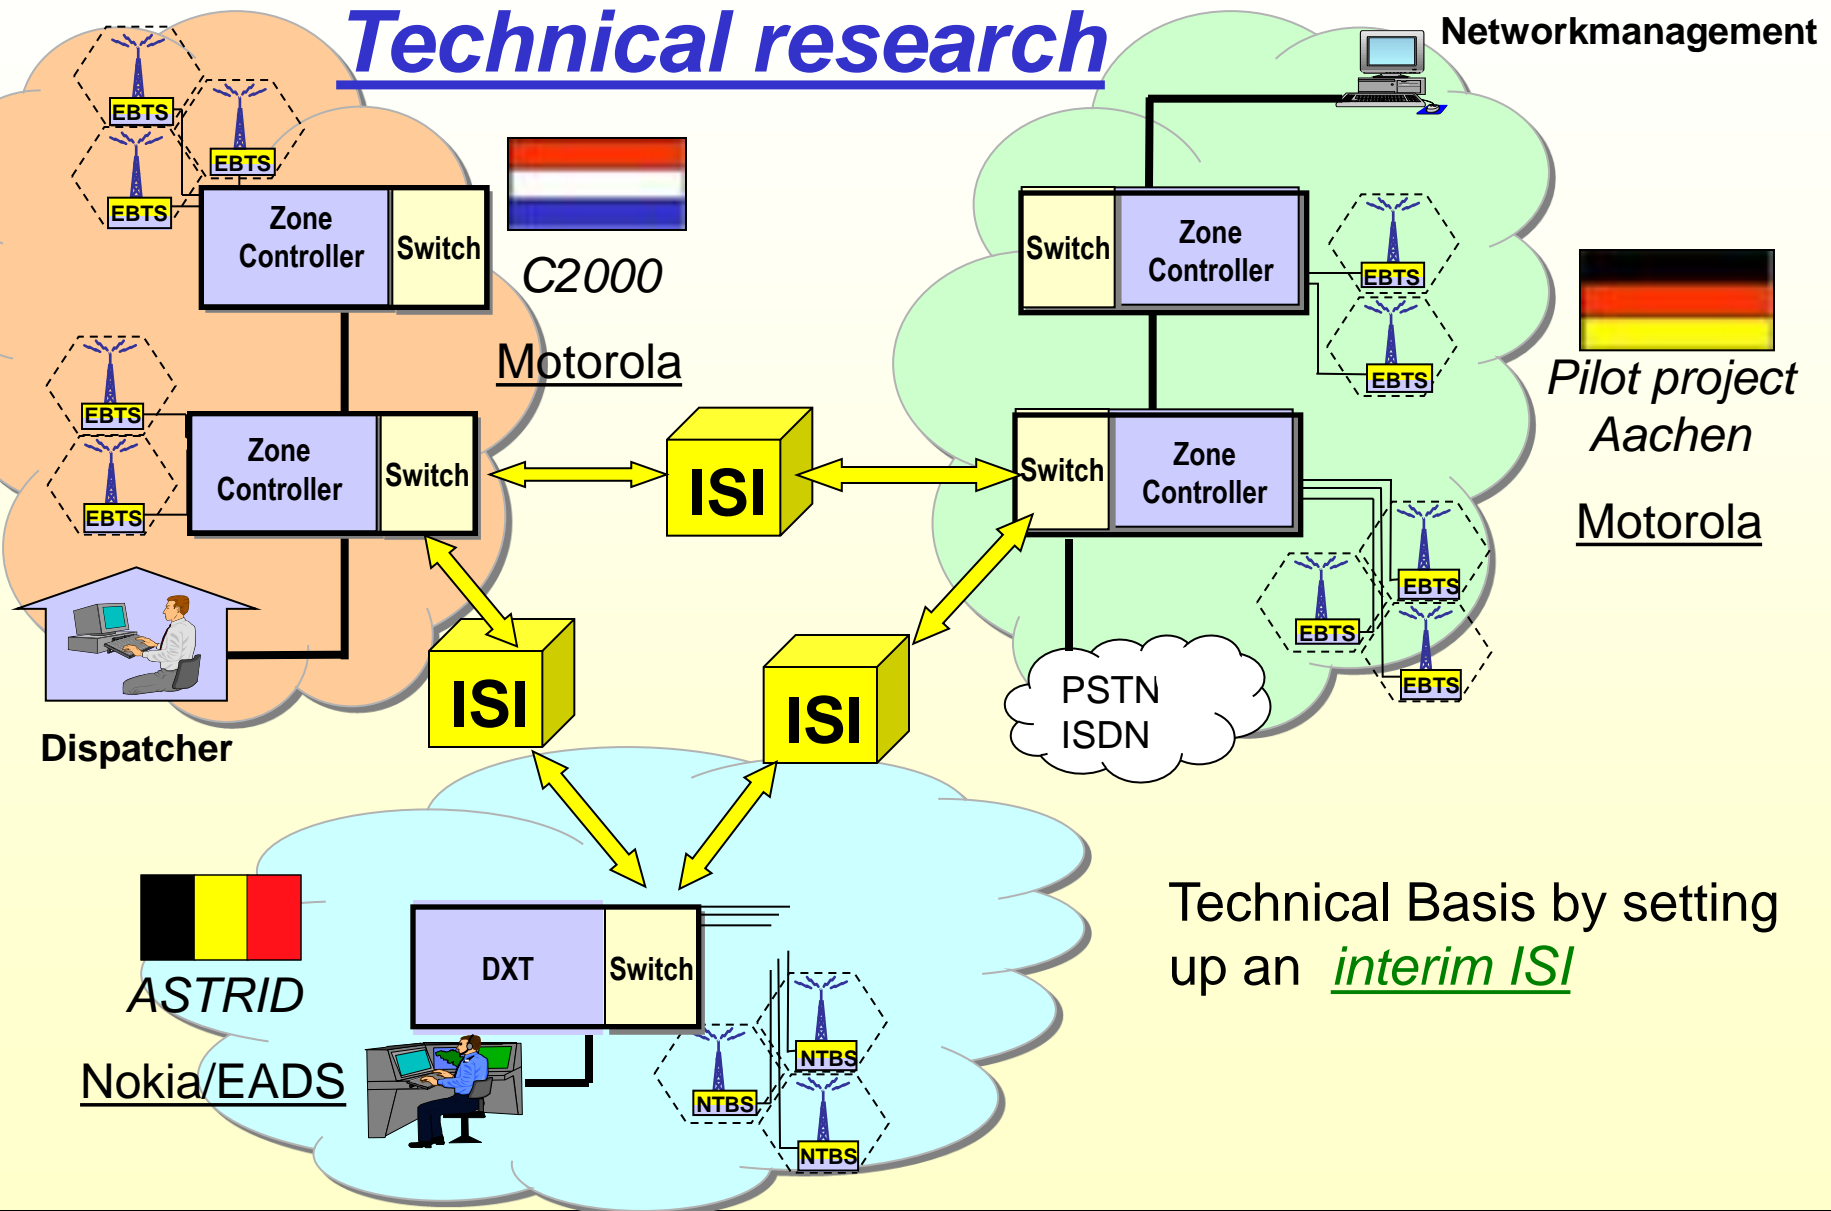 Technical research
Networkmanagement
EBTS
EBTS
EBTS
Zone
Controller
Switch
C2000
Motorola
EBTS
EBTS
Zone
Controller
Switch
Dispatcher
ISI
ISI
ISI
Switch
Zone
Controller
EBTS
EBTS
Pilot project
Aachen
Motorola
Switch
Zone
Controller
EBTS
EBTS
EBTS
PSTN
ISDN
ASTRID
Nokia/EADS
DXT
Switch
NTBS
NTBS
NTBS
Technical Basis by setting
up an interim ISI